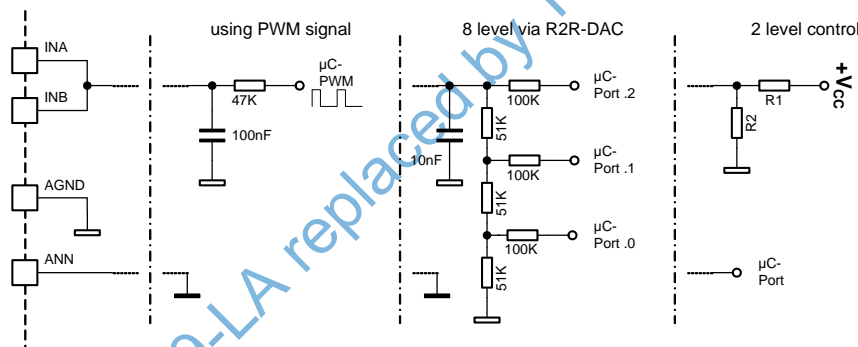 using PWM signal
8 level via R2R-DAC
2 level control
INA
INB
AGND
ANN
µC-
PWM
47K
100nF
10nF
100K
µC-
Port .2
51K
100K
µC-
Port .1
51K
100K
µC-
Port .0
51K
R1
R2
+VCC
µC-
Port
-LA replaced by